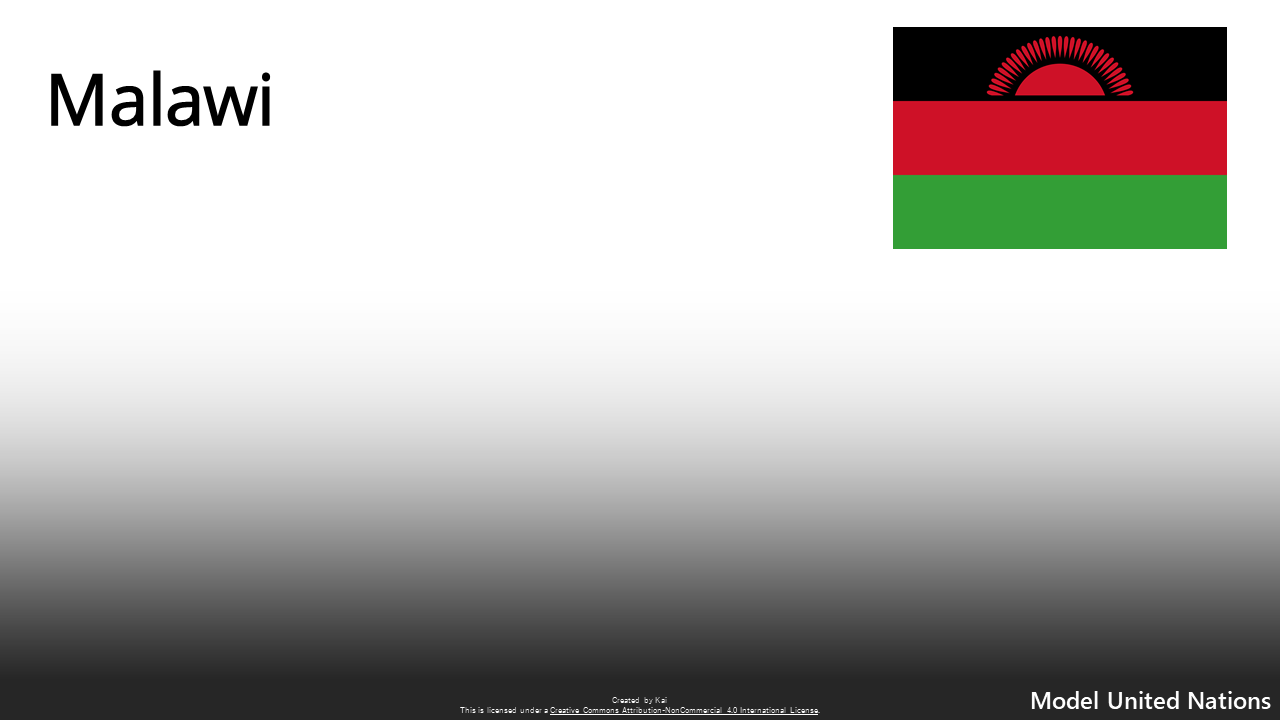 Malawi
Created by Kai
This is licensed under a Creative Commons Attribution-NonCommercial 4.0 International License.
Model United Nations